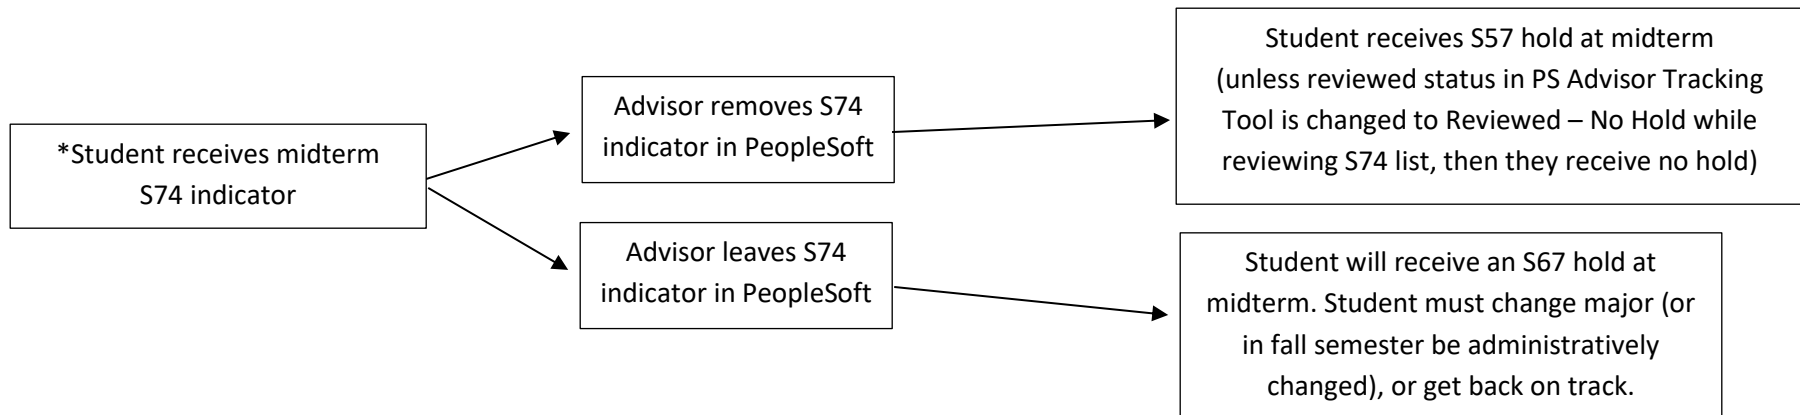 *Student receives midterm
S74 indicator
Advisor removes S74
indicator in PeopleSoft
Student receives S57 hold at midterm
(unless reviewed status in PS Advisor Tracking
Tool is changed to Reviewed – No Hold while
reviewing S74 list, then they receive no hold)
Advisor leaves S74
indicator in PeopleSoft
Student will receive an S67 hold at
midterm. Student must change major (or
in fall semester be administratively
changed), or get back on track.